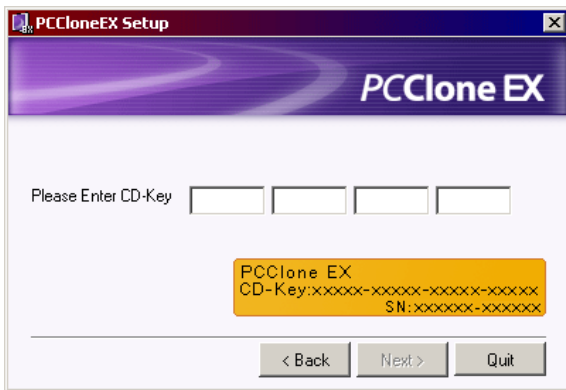 PCCloneEX Setup
PCClone EX
Please Enter CD-Key
PCClone EX
CD-Key:xxxxx-xxxxx-xxxxx-xxxxx
SN:xxxxxx-xxxxxx
< Back Next > Quit